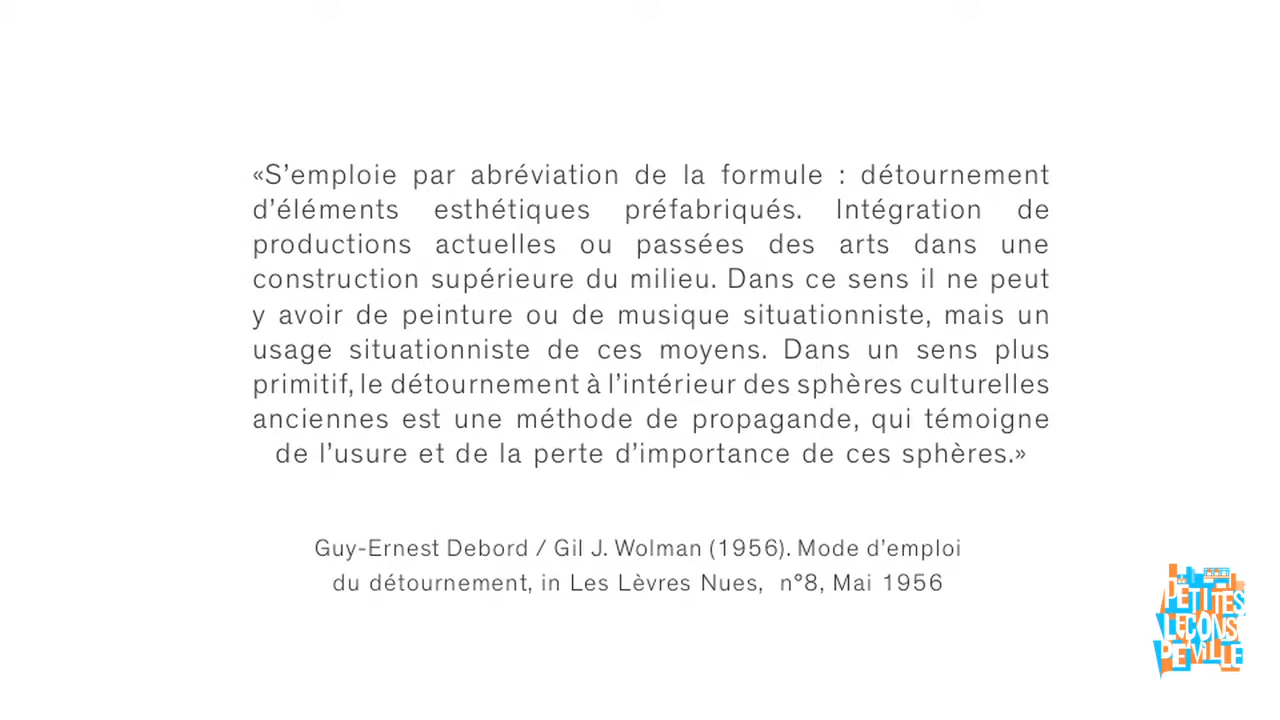 «S’emploie par abréviation de la formule : détournement
d’éléments esthétiques préfabriqués. Intégration de
productions actuelles ou passées des arts dans une
construction supérieure du milieu. Dans ce sens il ne peut
y avoir de peinture ou de musique situationniste, mais un
usage situationniste de ces moyens. Dans un sens plus
primitif, le détournement à l’intérieur des sphères culturelles
anciennes est une méthode de propagande, qui témoigne
de l’usure et de la perte d’importance de ces sphères.»
Guy-Ernest Debord / Gil J. Wolman (1956). Mode d’emploi
du détournement, in Les Lèvres Nues, n°8, Mai 1956
PETITES
LEÇONS
DE VILLE